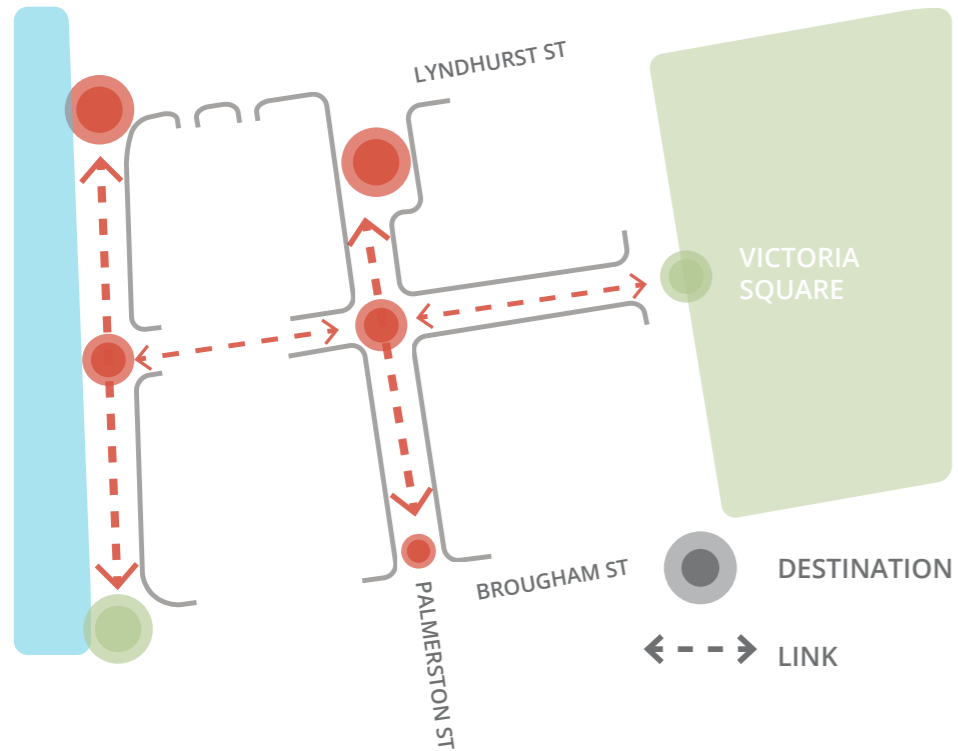 LYNDHURST ST
VICTORIA
SQUARE
BROUGHAM ST
DESTINATION
PALMERSTON ST
LINK